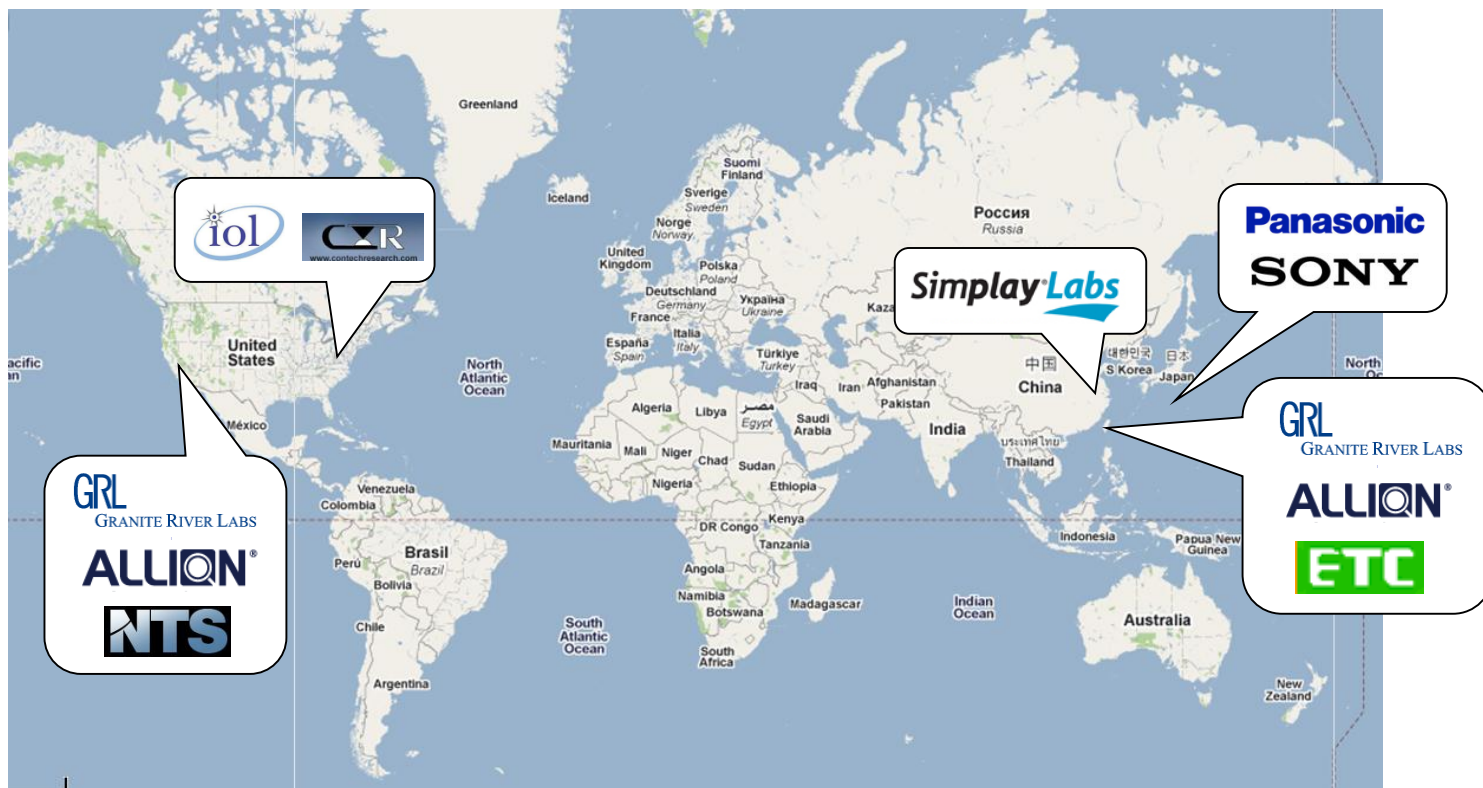 Greenland
Iceland
Suomi
Finland
Sverige
Sweden
Norge
Norway
Россия
Russia
iol
CXR
www.contechresearch.com
Panasonic
SONY
United
Kingdom
Polska
Poland
Deutschland
Germany
Україна
Ukraine
France
Kaza
Simplay Labs
United
States
acific
an
North
Atlantic
Ocean
España
Spain
Italia
Italy
Türkiye
Turkey
Iraq
Iran
Afghanistan
Pakistan
中国
China
대한민국
S Korea
日本
Japan
North
México
Algeria
Libya
مصر
Egypt
Saudi
Arabia
India
ประเทศไทย
Thailand
Mauritania
Mali
Niger
Chad
Sudan
Nigeria
Ethiopia
GRL
GRANITE RIVER LABS
ALLION®
NTS
Venezuela
Colombia
Perú
Brasil
Brazil
Bolivia
Chile
Argentina
DR Congo
Kenya
Tanzania
Angola
Namibia
Botswana
Madagascar
South
Africa
South
Atlantic
Ocean
Indian
Ocean
Indonesia
Papua New
Guinea
Australia
New
Zealand
GRL
GRANITE RIVER LABS
ALLION®
ETC